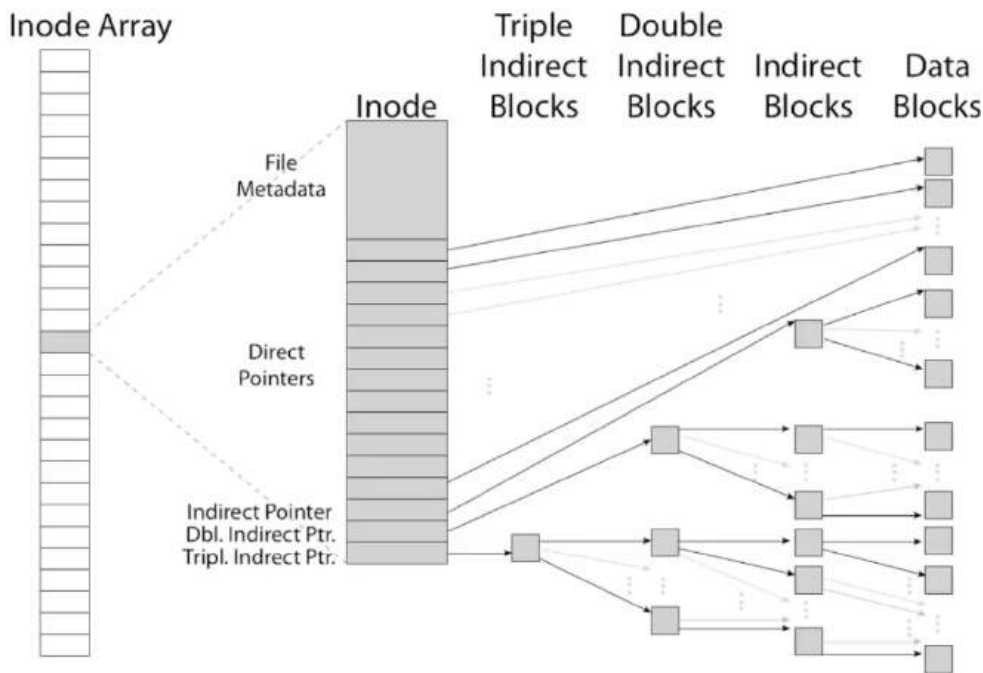 Inode Array
Triple
Indirect
Blocks
Double
Indirect
Blocks
Indirect
Blocks
Data
Blocks
Inode
File
Metadata
Direct
Pointers
Indirect Pointer
Dbl. Indirect Ptr.
Tripl. Indrect Ptr.